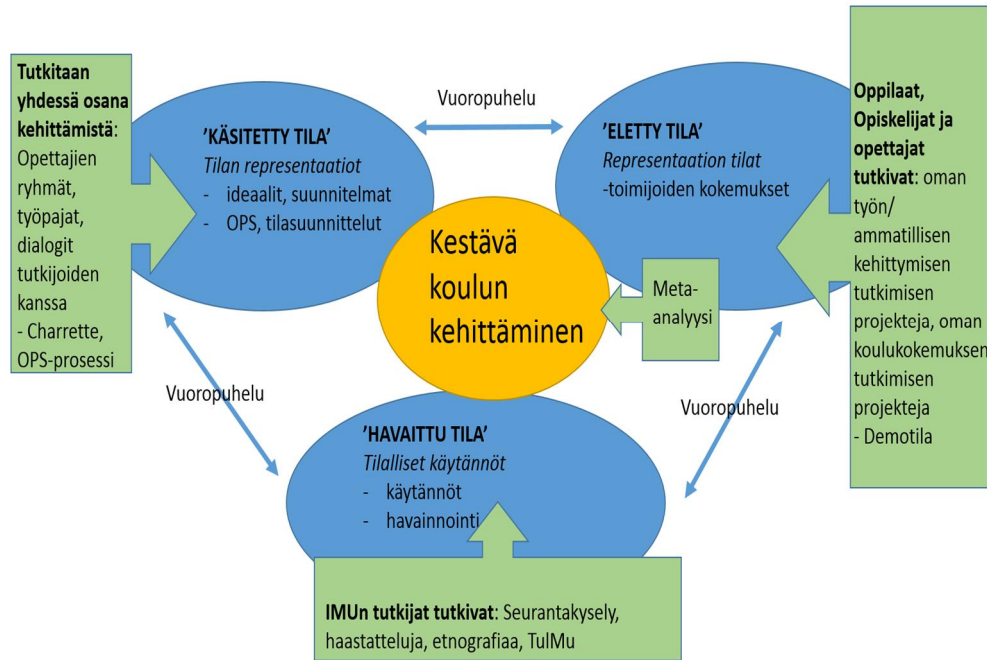 Tutkitaan
yhdessä osana
kehittämistä:
Opettajien
ryhmät,
työpajat,
dialogit
tutkijoiden
kanssa
- Charrette,
OPS-prosessi
'KÄSITETTY TILA'
Tilan representaatiot
- ideaalit, suunnitelmat
- OPS, tilasuunnittelut
Vuoropuhelu
'ELETTY TILA'
Representaation tilat
-toimijoiden kokemukset
Oppilaat,
Opiskelijat ja
opettajat
tutkivat: oman
työn/
ammatillisen
kehittymisen
tutkimisen
projekteja, oman
koulukokemuksen
tutkimisen
projekteja
- Demotila
Kestävä
koulun
kehittäminen
Meta-
analyysi
Vuoropuhelu
Vuoropuhelu
'HAVAITTU TILA'
Tilalliset käytännöt
- käytännöt
- havainnointi
IMUn tutkijat tutkivat: Seurantakysely,
haastatteluja, etnografiaa, TulMu